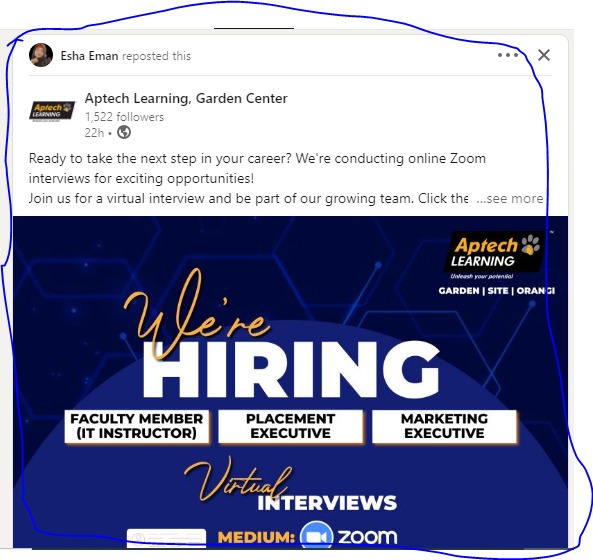 Esha Eman reposted this
Aptech Learning, Garden Center
1,522 followers
22h •
Ready to take the next step in your career? We're conducting online Zoom
interviews for exciting opportunities!
Join us for a virtual interview and be part of our growing team. Click the ...see more
Aptech
LEARNING
Aptech
LEARNING
Unleash your potential
GARDEN | SITE | ORANGI
We're
HIRING
FACULTY MEMBER
(IT INSTRUCTOR)
PLACEMENT
EXECUTIVE
MARKETING
EXECUTIVE
Virtual
INTERVIEWS
MEDIUM: zoom